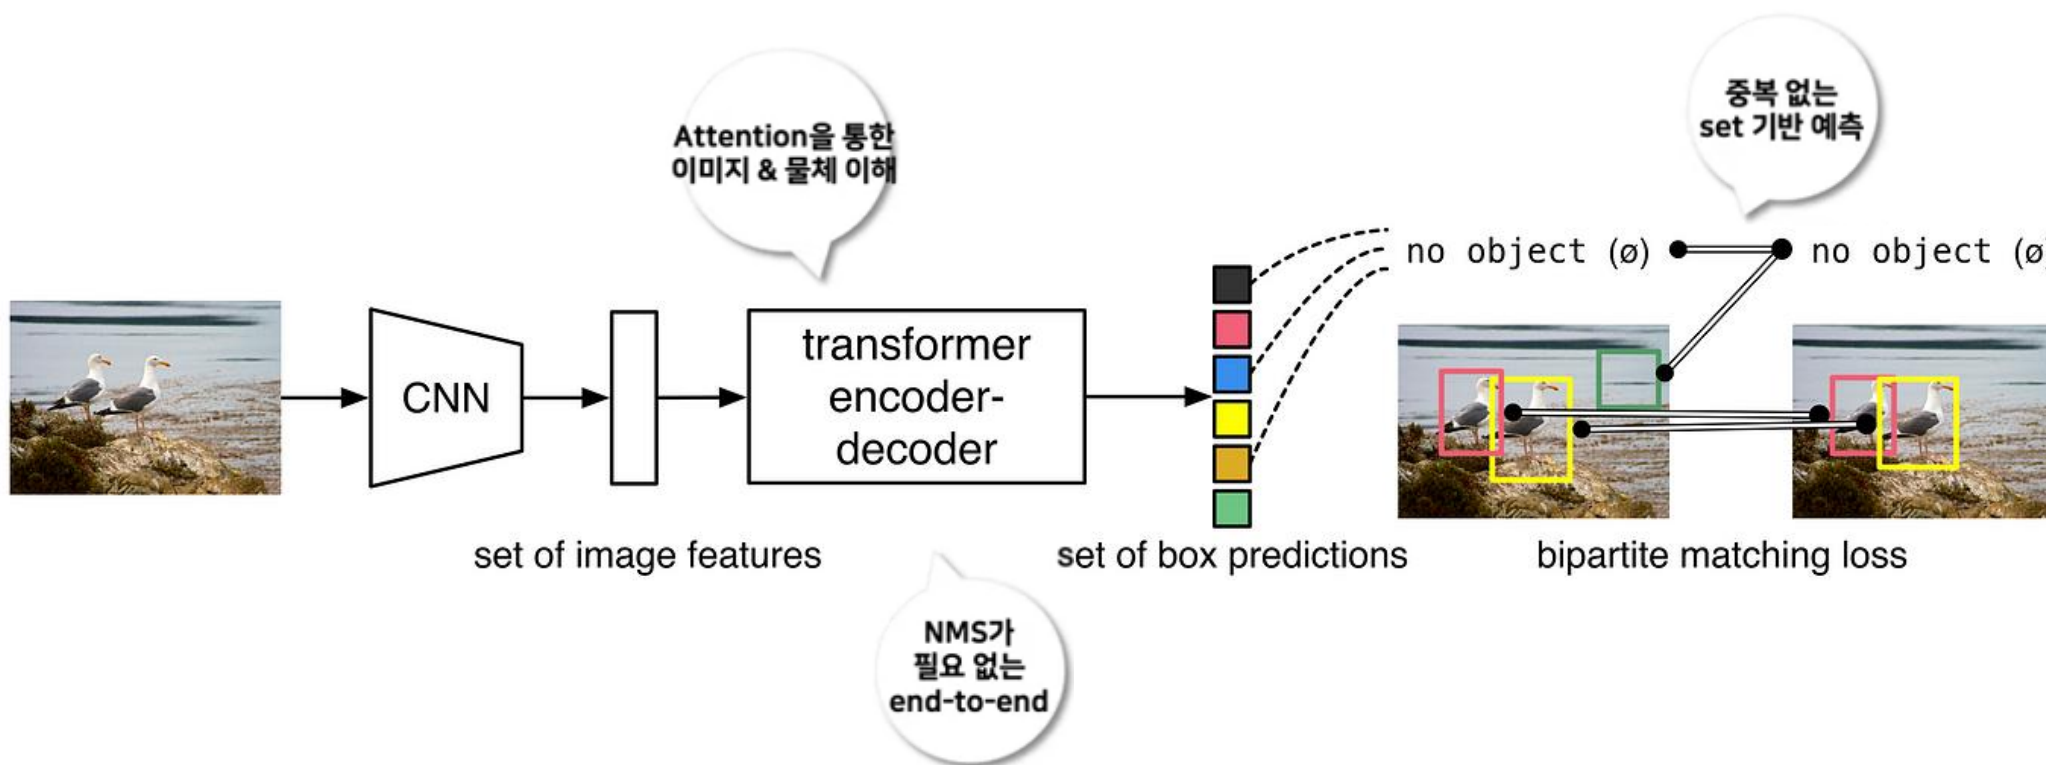 Attention을 통한
이미지 & 물체 이해
중복 없는
set 기반 예측
no object (ø)
no object (ø)
CNN
transformer
encoder-
decoder
set of image features
set of box predictions
bipartite matching loss
NMS가
필요 없는
end-to-end